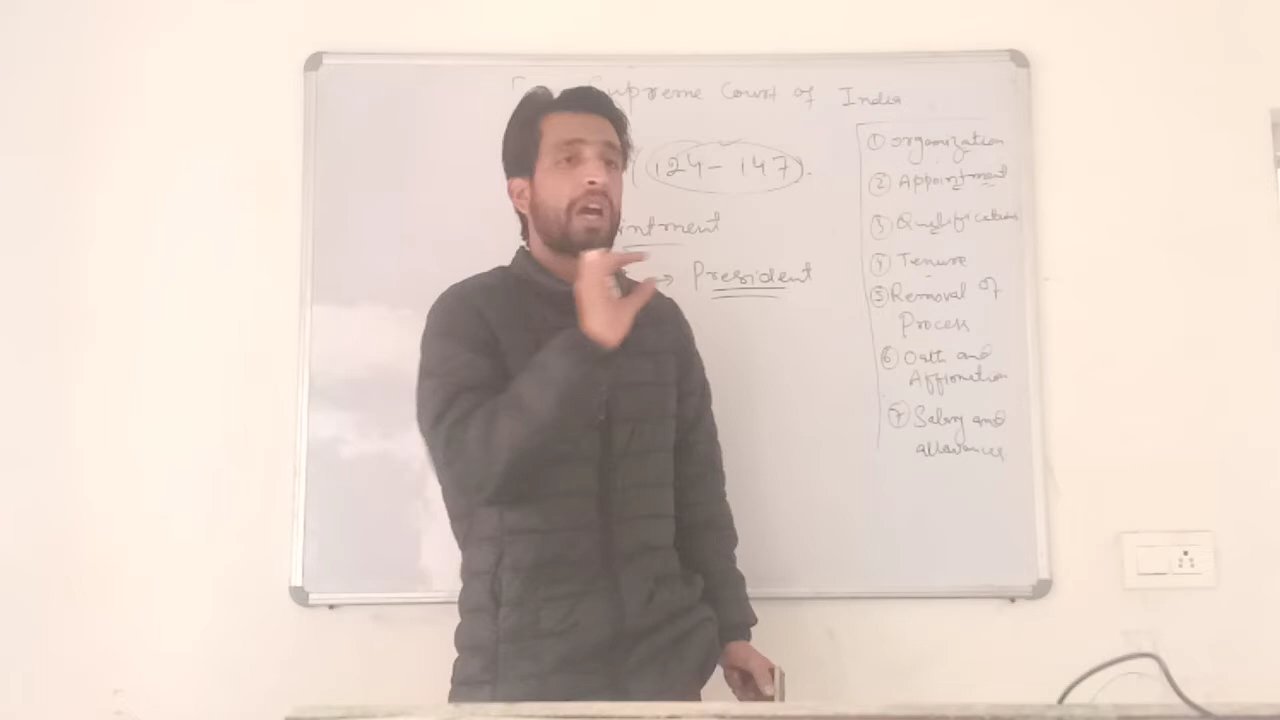 Supreme Court of India
(124 - 147).
intment
→ President
① Organization
② Appointment
③ Qualification
④ Tenure
⑤ Removal of
Process
⑥ Oath and
Affirmation
⑦ Salary and
allowances